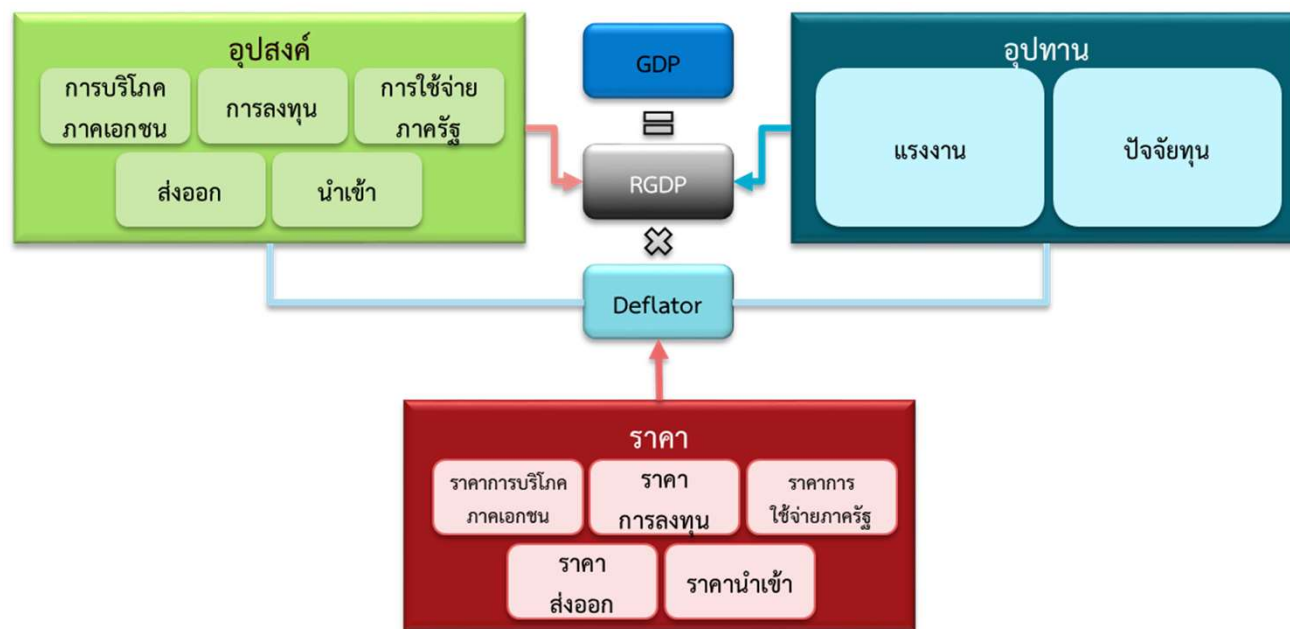 อุปสงค์
การบริโภค
ภาคเอกชน
การลงทุน
การใช้จ่าย
ภาครัฐ
ส่งออก
นำเข้า
GDP
RGDP
Deflator
อุปทาน
แรงงาน
ปัจจัยทุน
ราคา
ราคาการบริโภค
ภาคเอกชน
ราคา
การลงทุน
ราคาการ
ใช้จ่ายภาครัฐ
ราคา
ส่งออก
ราคานำเข้า